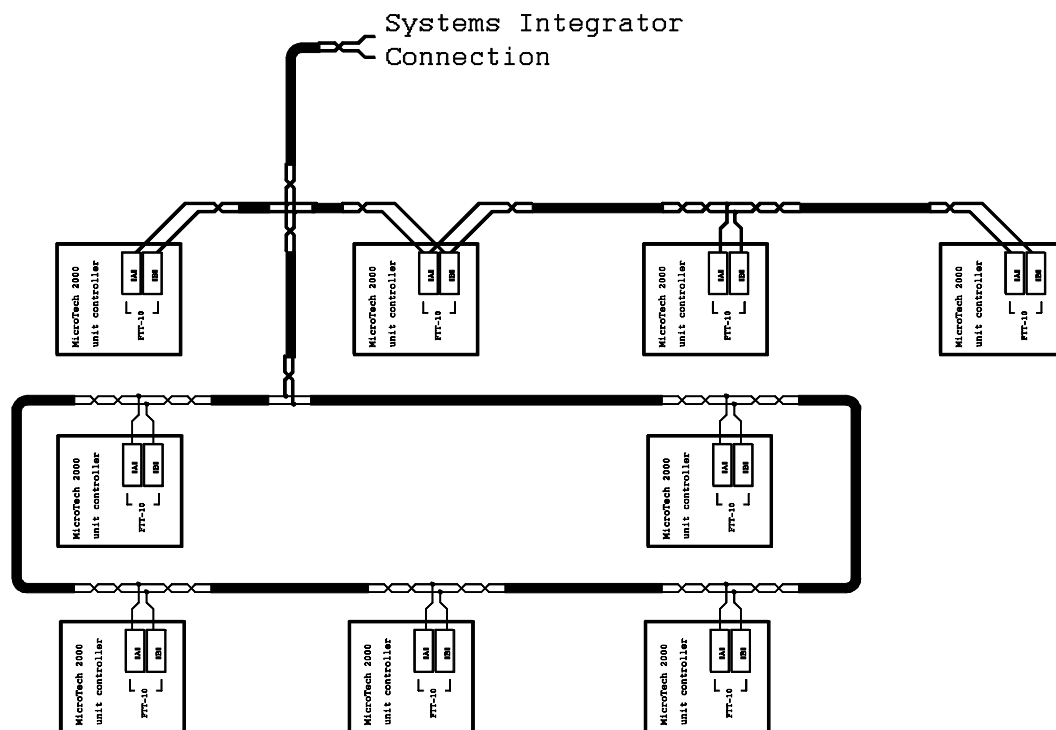 Systems Integrator
Connection
MicroTech 2000
unit controller
FTT-10
MicroTech 2000
unit controller
FTT-10
MicroTech 2000
unit controller
FTT-10
MicroTech 2000
unit controller
FTT-10
MicroTech 2000
unit controller
FTT-10
MicroTech 2000
unit controller
FTT-10
MicroTech 2000
unit controller
FTT-10
MicroTech 2000
unit controller
FTT-10
MicroTech 2000
unit controller
FTT-10